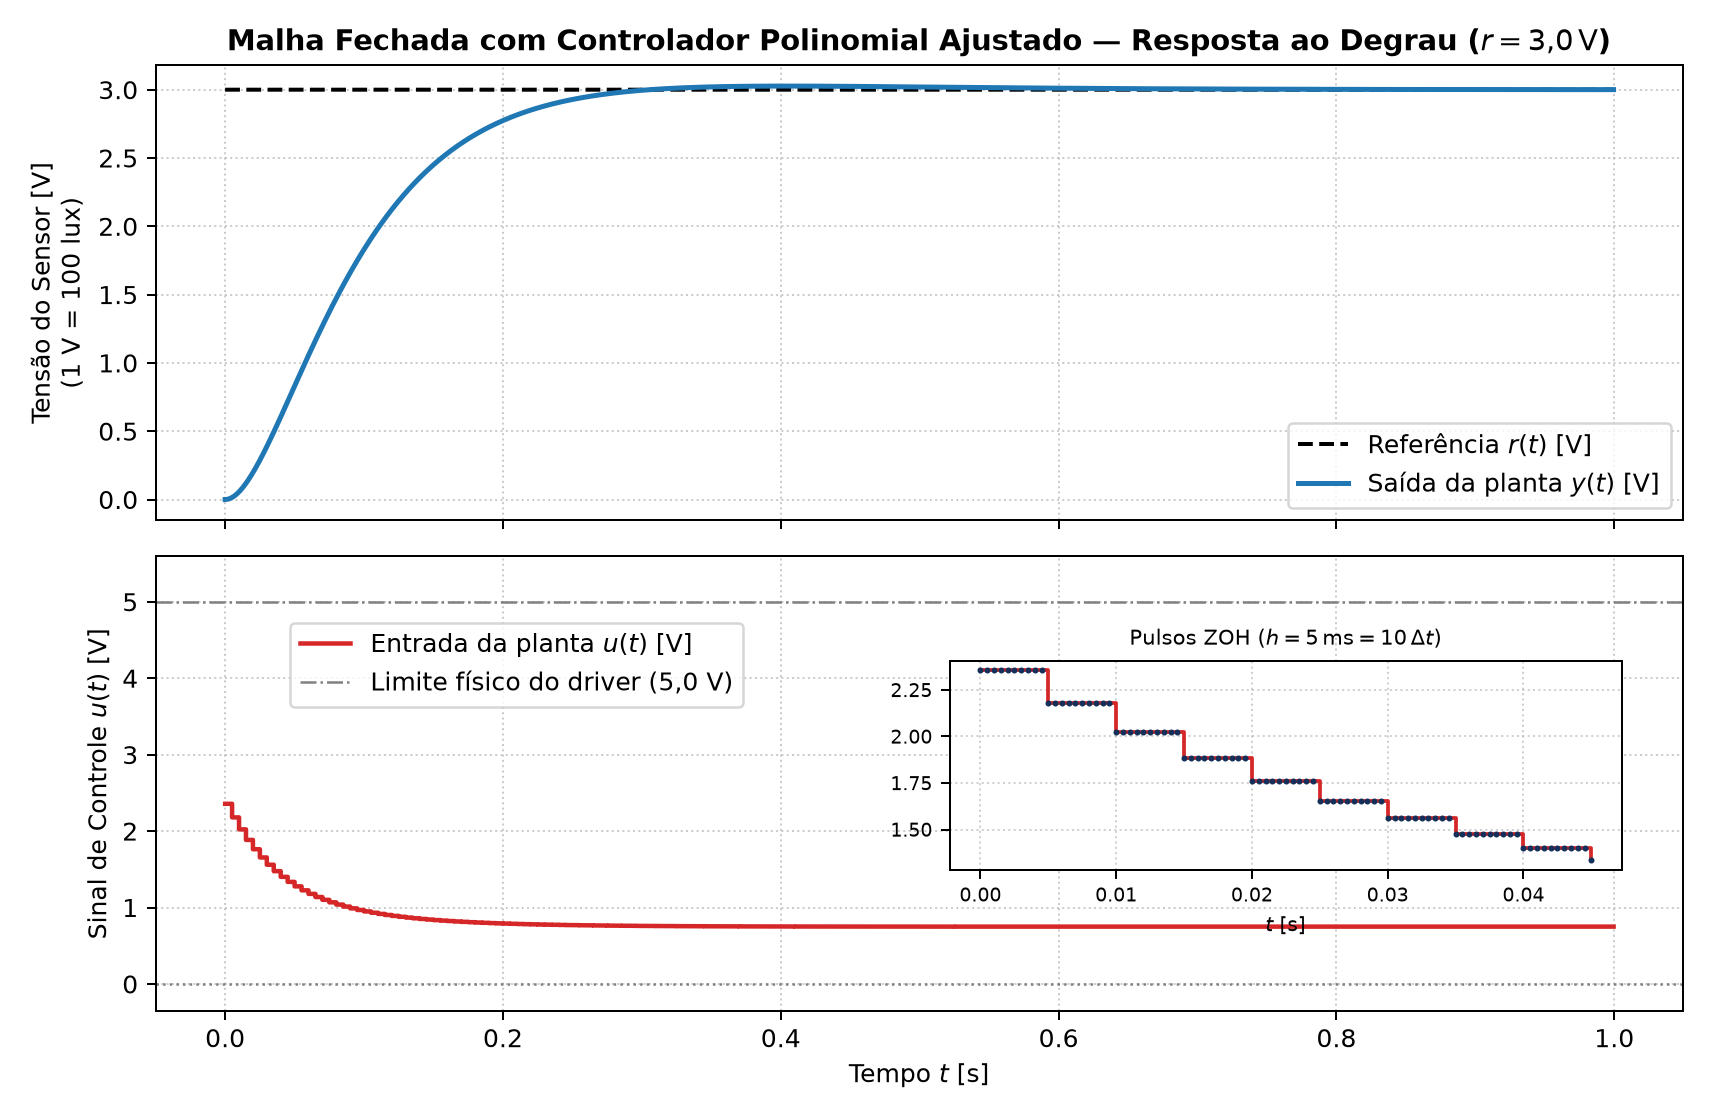 Malha Fechada com Controlador Polinomial Ajustado — Resposta ao Degrau (r = 3,0 V)
Tensão do Sensor [V]
(1 V = 100 lux)
3.0
2.5
2.0
1.5
1.0
0.5
0.0
Referência r(t) [V]
Saída da planta y(t) [V]
Sinal de Controle u(t) [V]
5
4
3
2
1
0
Entrada da planta u(t) [V]
Limite físico do driver (5,0 V)
Pulsos ZOH (h = 5 ms = 10 Δt)
2.25
2.00
1.75
1.50
0.00 0.01 0.02 0.03 0.04
t [s]
0.0 0.2 0.4 0.6 0.8 1.0
Tempo t [s]